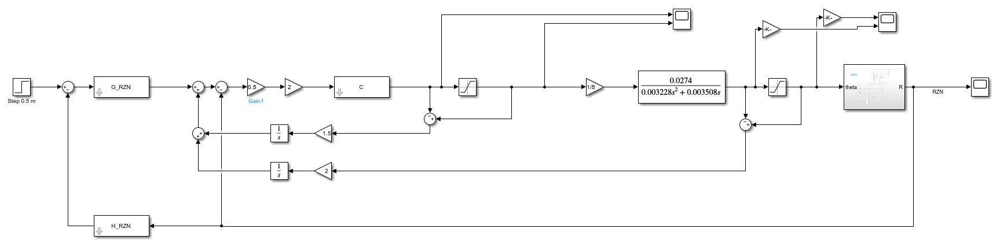 -K-
-K-
Step 0.5 m
+
−
G_RZN
+
+
+
−
0.5
Gain1
2
C
1/5
0.0274
0.003228s² + 0.003508s
theta
R
RZN
−
+
−
+
+
+
1
s
1.5
1
s
2
H_RZN